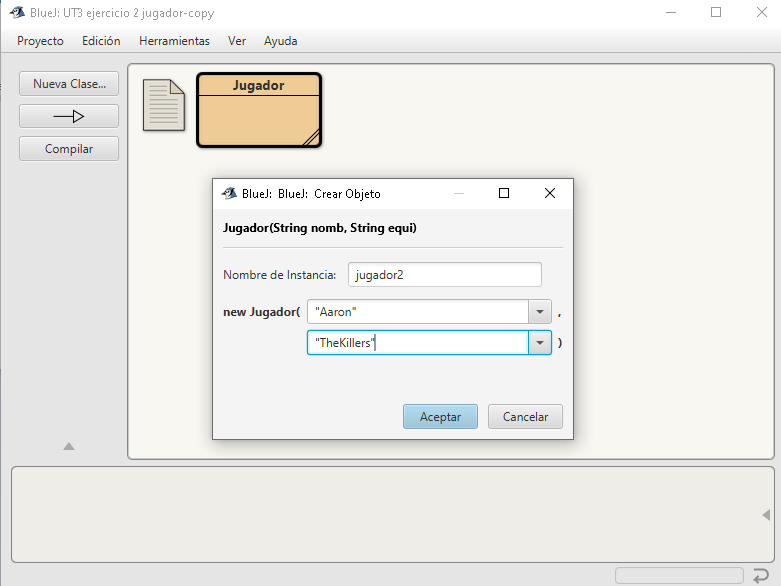 BlueJ: UT3 ejercicio 2 jugador-copy
Proyecto Edición Herramientas Ver Ayuda
Nueva Clase...
Compilar
Jugador
BlueJ: BlueJ: Crear Objeto
Jugador(String nomb, String equi)
Nombre de Instancia: jugador2
new Jugador( "Aaron" ,
"TheKillers" )
Aceptar Cancelar